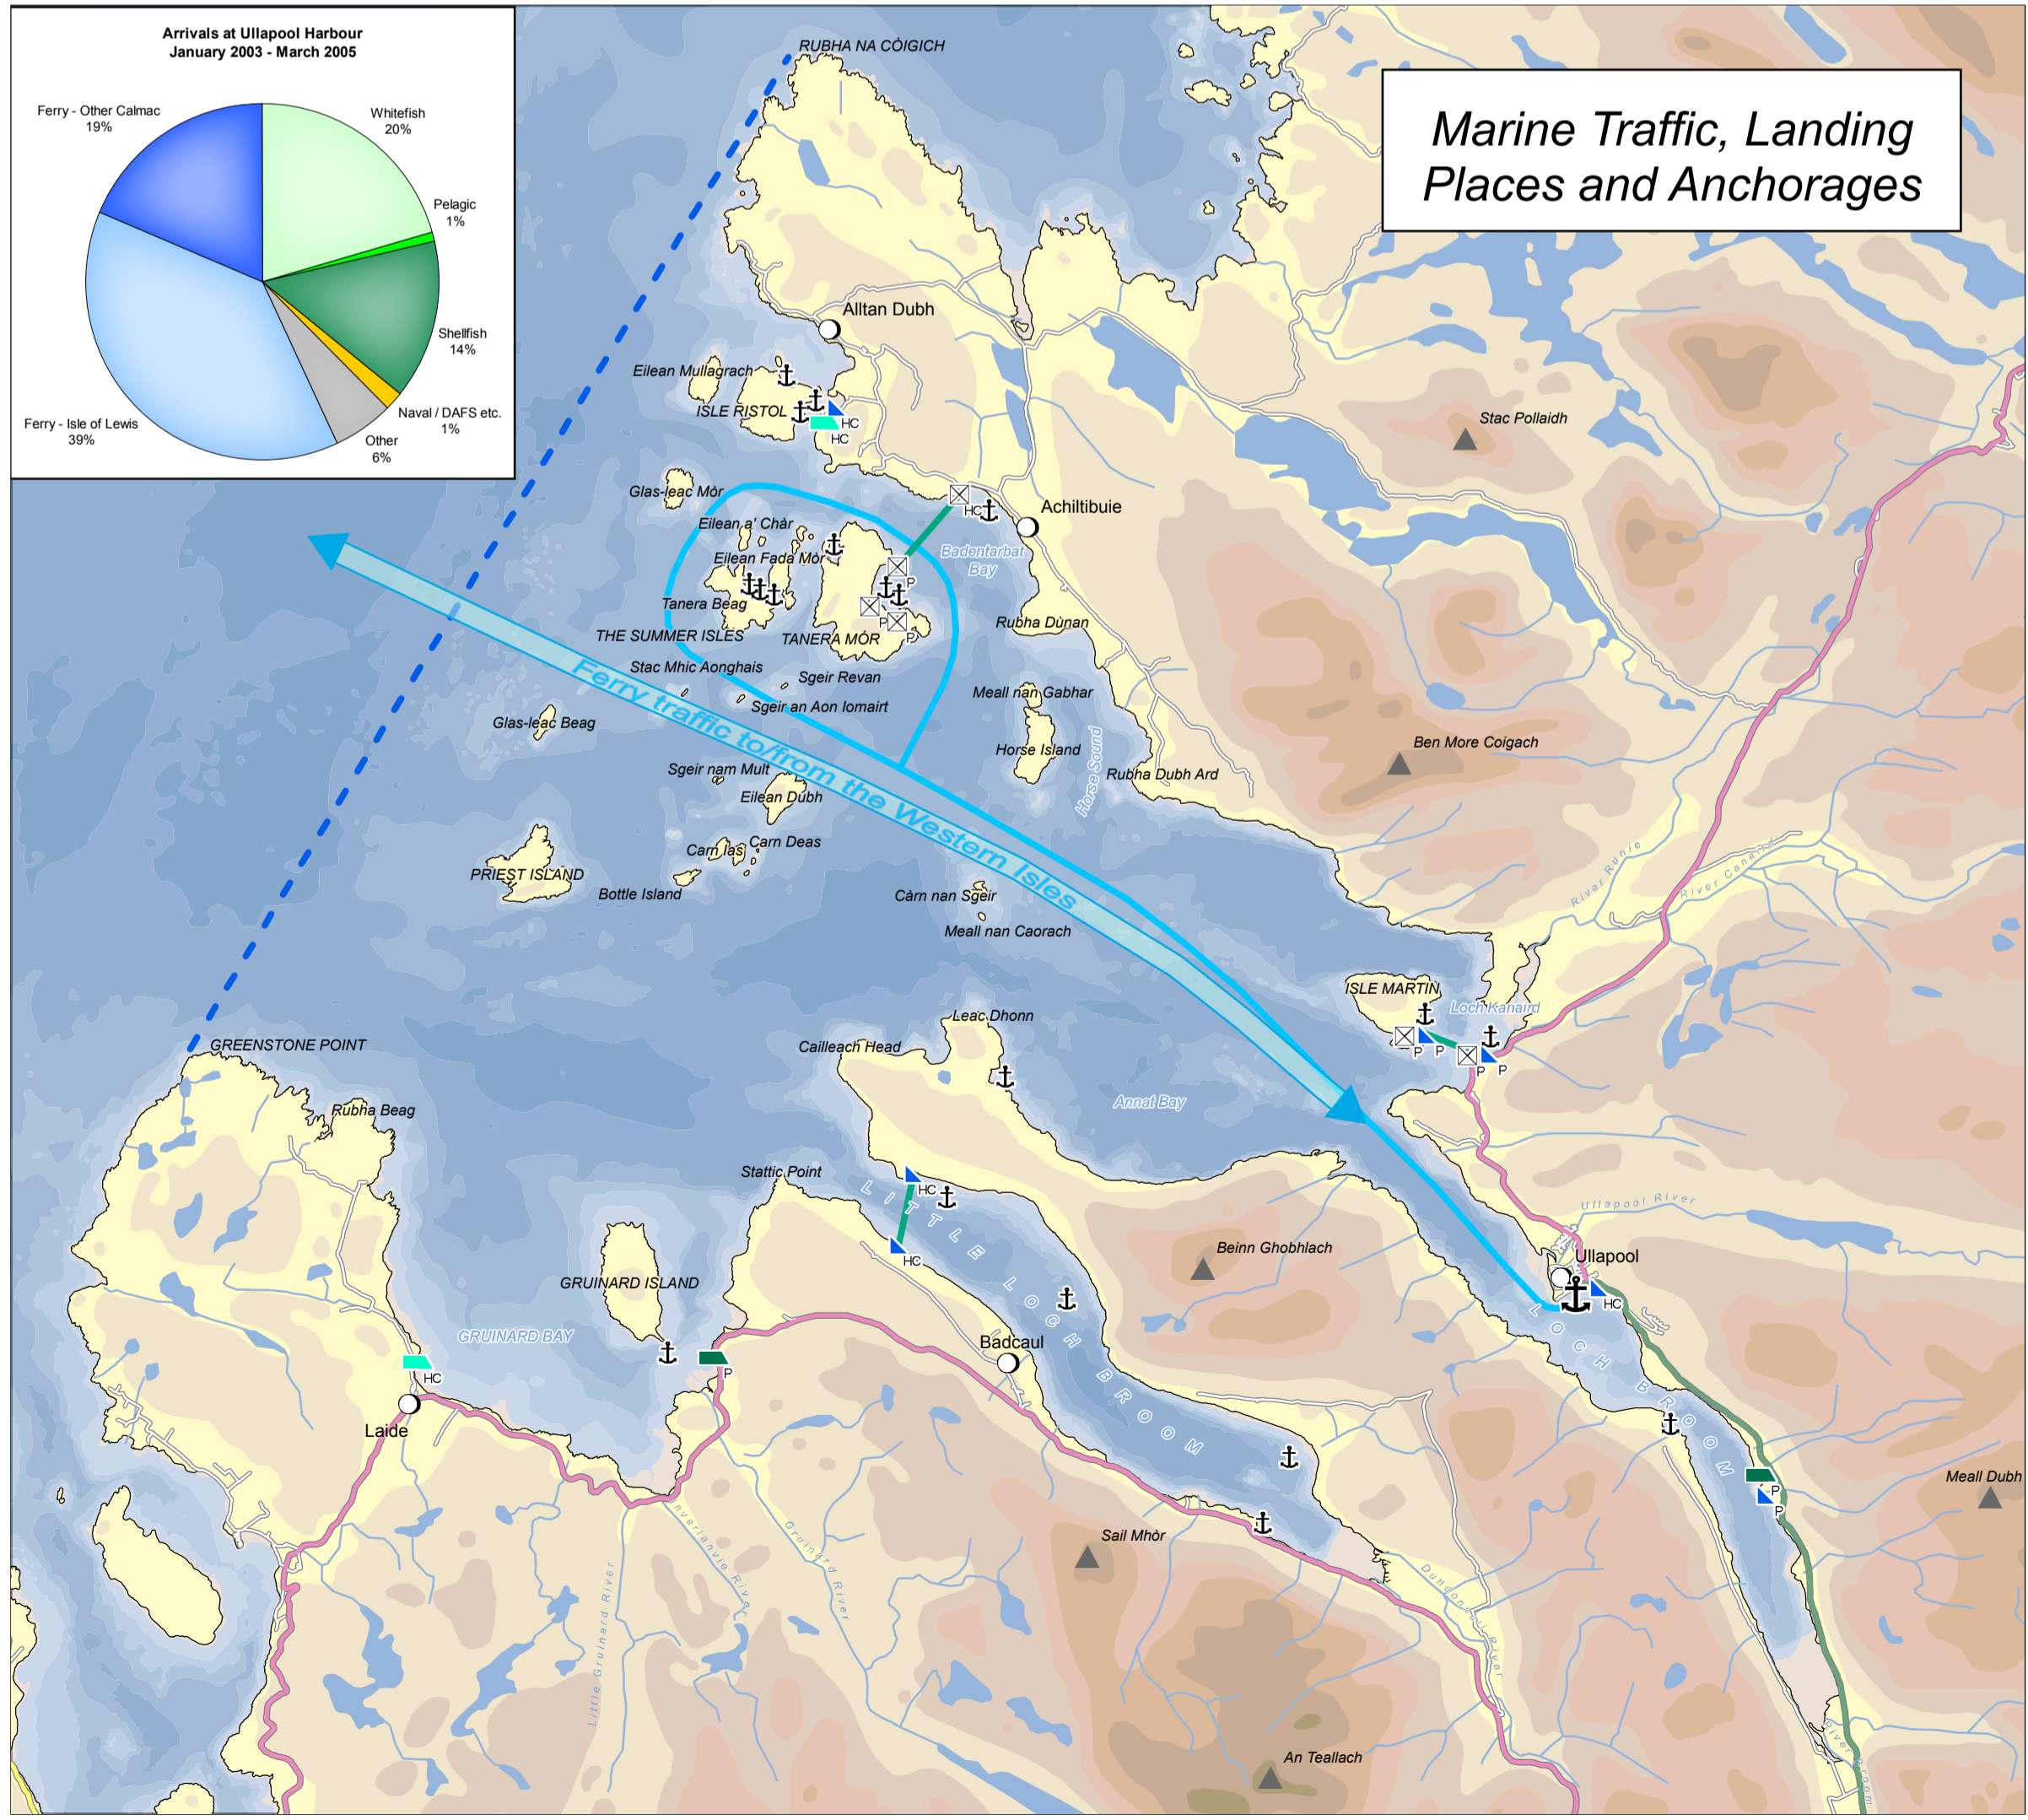 Arrivals at Ullapool Harbour
January 2003 - March 2005
Ferry - Other Calmac
19%
Whitefish
20%
Pelagic
1%
Shellfish
14%
Naval / DAFS etc.
1%
Other
6%
Ferry - Isle of Lewis
39%
Marine Traffic, Landing
Places and Anchorages
RUBHA NA CÒIGICH
Alltan Dubh
Eilean Mullagrach
ISLE RISTOL
HC
HC
Stac Pollaidh
Glas-leac Mòr
HC
Achiltibuie
Eilean a' Chàr
Badentarbat
Bay
Eilean Fada Mòr
P
Tanera Beag
P
P
Rubha Dùnan
THE SUMMER ISLES
TANERA MÓR
Stac Mhic Aonghais
Sgeir Revan
Meall nan Gabhar
Sgeir an Aon Iomairt
Glas-leac Beag
Ferry traffic to/from the Western Isles
Horse Island
Horse Sound
Ben More Coigach
Sgeir nam Mult
Rubha Dubh Ard
Eilean Dubh
Carn Ias
Carn Deas
PRIEST ISLAND
Bottle Island
Càrn nan Sgeir
Meall nan Caorach
River Runie
River Canaird
ISLE MARTIN
Loch Kanaird
P
P
P
P
Leac Dhonn
Cailleach Head
GREENSTONE POINT
Rubha Beag
Annat Bay
Stattic Point
HC
HC
LITTLE LOCH BROOM
Ullapool River
Beinn Ghobhlach
Ullapool
HC
GRUINARD ISLAND
GRUINARD BAY
LOCH BROOM
Badcaul
HC
P
Laide
P
P
Meall Dubh
Sail Mhòr
Inverianvie River
Gruinard River
Little Gruinard River
Dundonnell River
An Teallach
River Broom